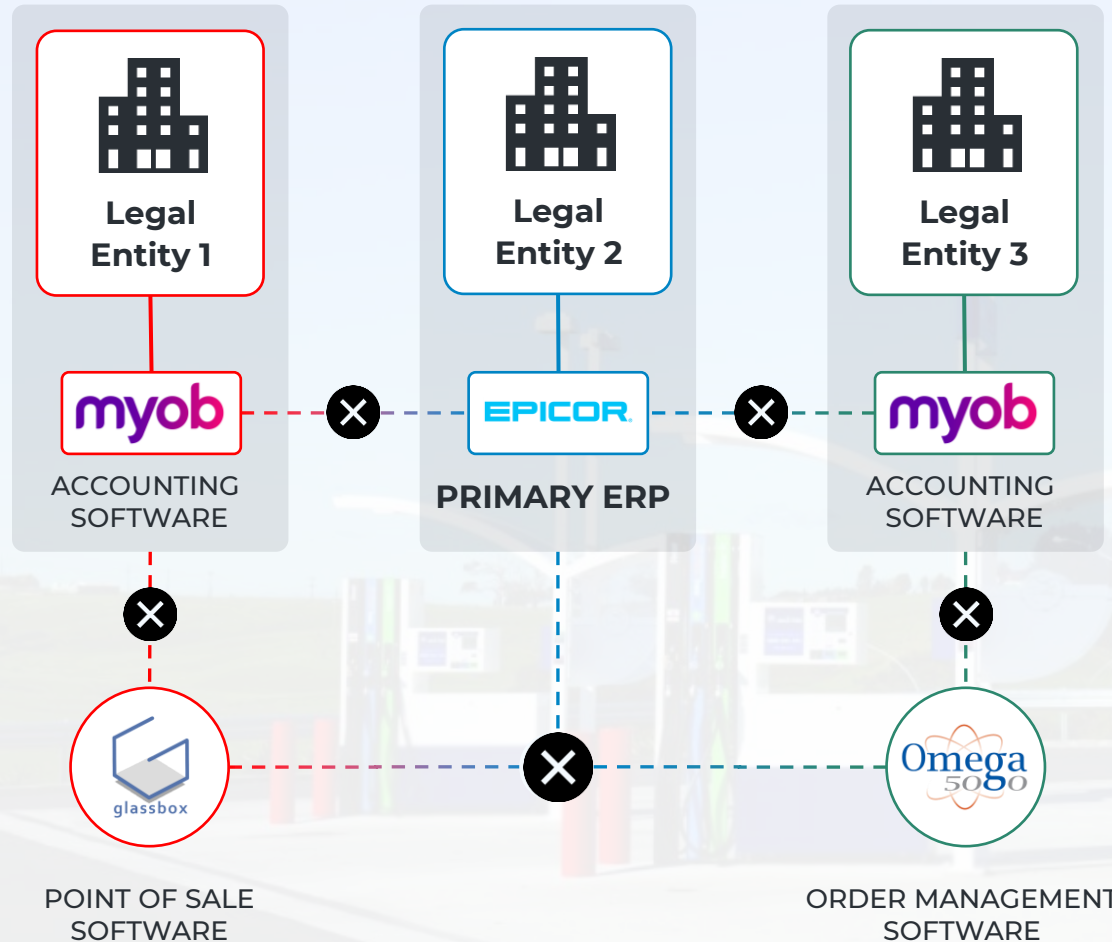 Legal
Entity 1
Legal
Entity 2
Legal
Entity 3
myob
EPICOR.
myob
ACCOUNTING
SOFTWARE
PRIMARY ERP
ACCOUNTING
SOFTWARE
glassbox
Omega
5000
POINT OF SALE
SOFTWARE
ORDER MANAGEMENT
SOFTWARE